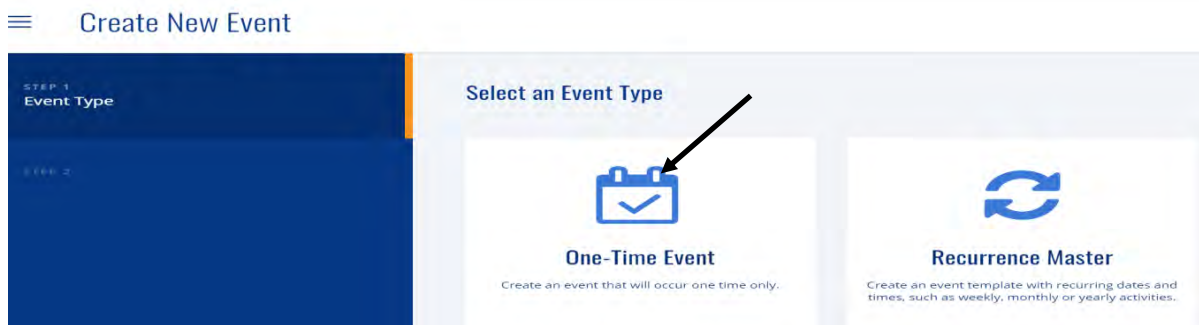 Create New Event
STEP 1
Event Type
STEP 2
Select an Event Type
One-Time Event
Create an event that will occur one time only.
Recurrence Master
Create an event template with recurring dates and
times, such as weekly, monthly or yearly activities.